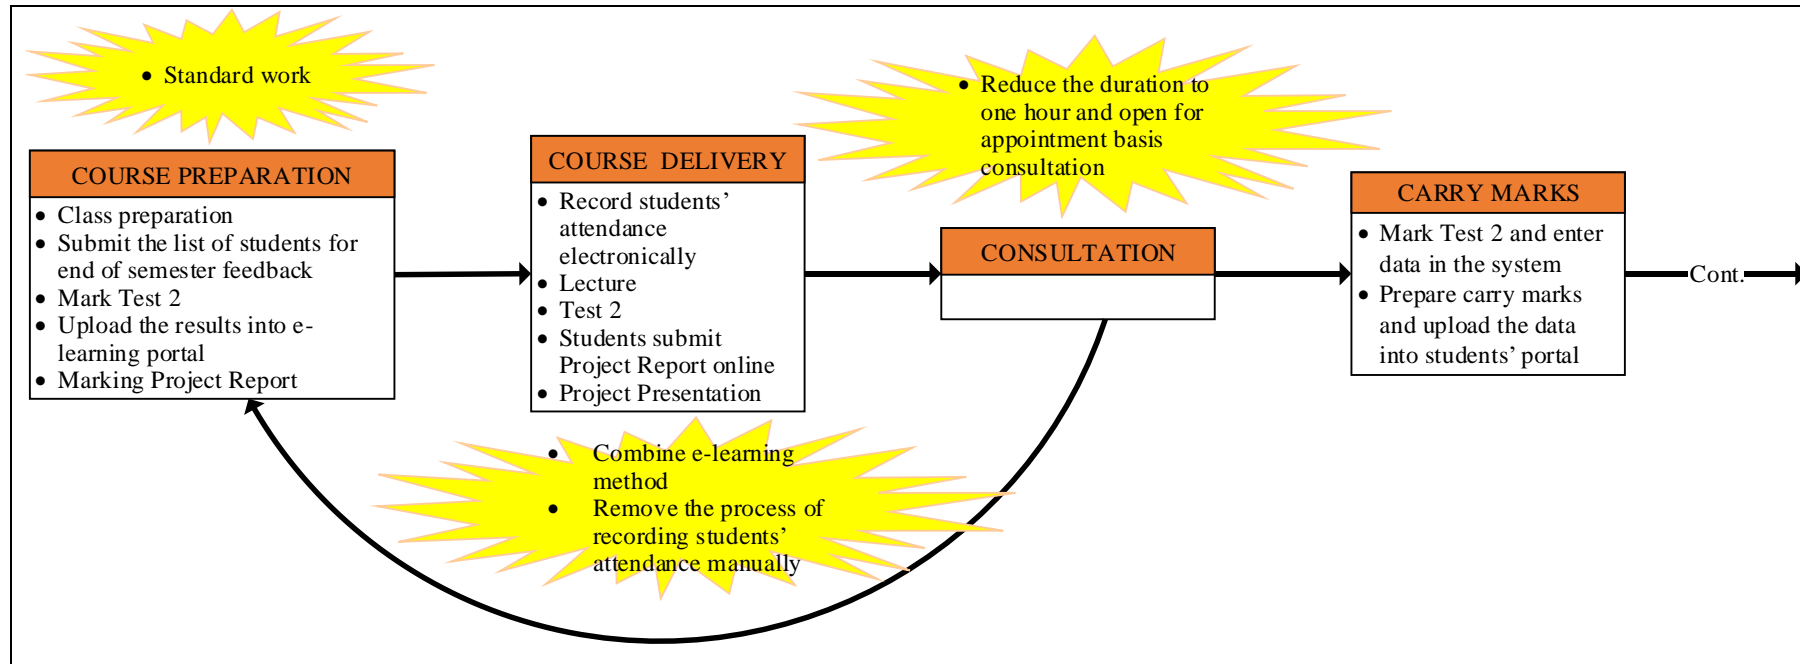 • Standard work
COURSE PREPARATION
• Class preparation
• Submit the list of students for
end of semester feedback
• Mark Test 2
• Upload the results into e-
learning portal
• Marking Project Report
COURSE DELIVERY
• Record students’
attendance
electronically
• Lecture
• Test 2
• Students submit
Project Report online
• Project Presentation
• Combine e-learning
method
• Remove the process of
recording students’
attendance manually
• Reduce the duration to
one hour and open for
appointment basis
consultation
CONSULTATION
CARRY MARKS
• Mark Test 2 and enter
data in the system
• Prepare carry marks
and upload the data
into students’ portal
Cont.